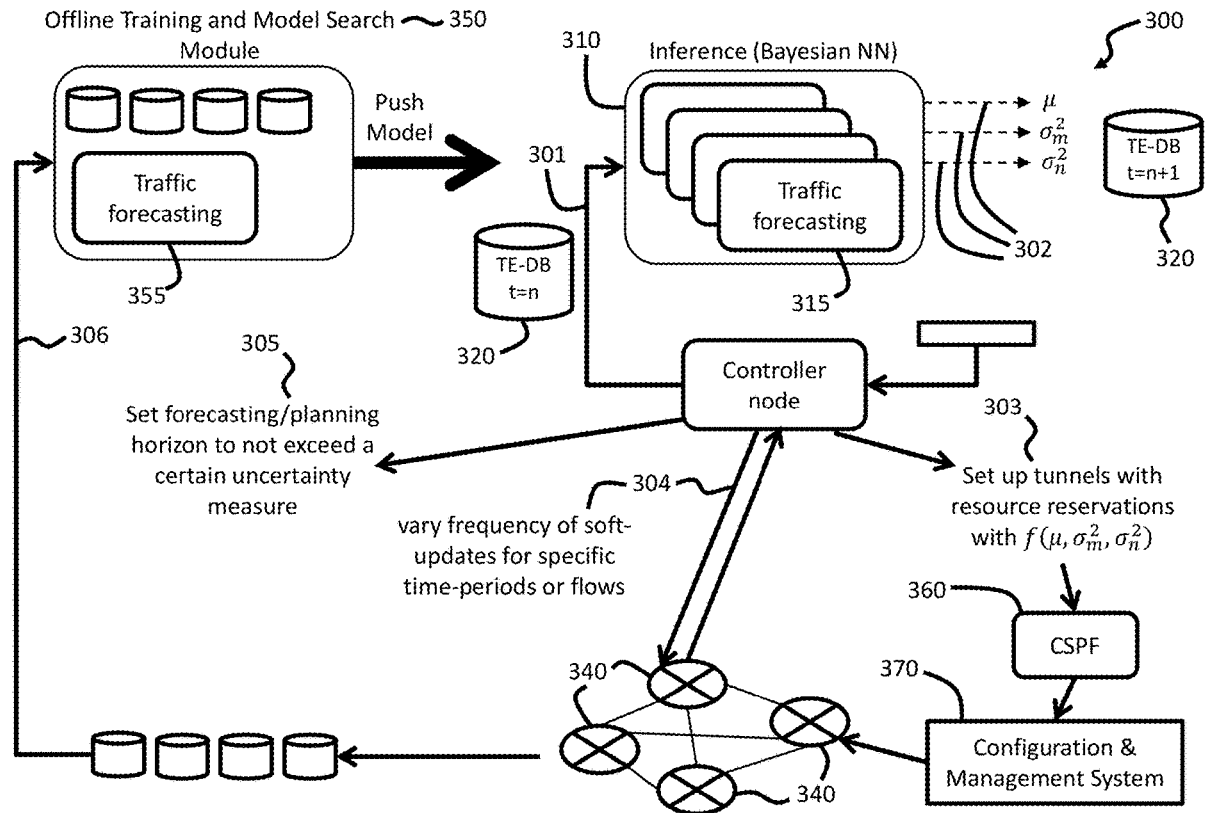 Offline Training and Model Search
Module
350
Traffic
forecasting
355
Push
Model
310
Inference (Bayesian NN)
300
301
Traffic
forecasting
315
μ
σ_m^2
σ_n^2
302
TE-DB
t=n+1
320
TE-DB
t=n
320
306
305
Set forecasting/planning
horizon to not exceed a
certain uncertainty
measure
Controller
node
303
Set up tunnels with
resource reservations
with f(μ, σ_m^2, σ_n^2)
304
vary frequency of soft-
updates for specific
time-periods or flows
360
CSPF
370
Configuration &
Management System
340
340
340
340